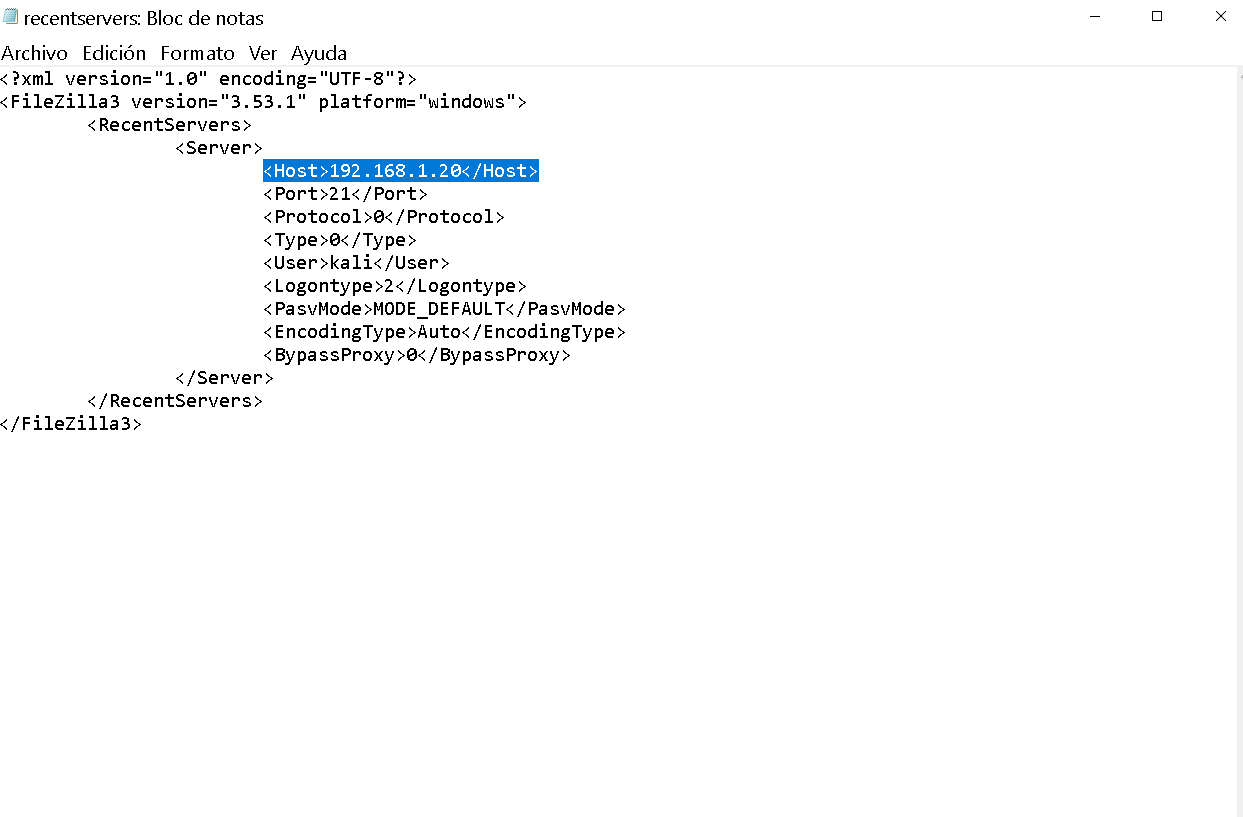 recentservers: Bloc de notas
Archivo Edición Formato Ver Ayuda
<?xml version="1.0" encoding="UTF-8"?>
<FileZilla3 version="3.53.1" platform="windows">
<RecentServers>
<Server>
<Host>192.168.1.20</Host>
<Port>21</Port>
<Protocol>0</Protocol>
<Type>0</Type>
<User>kali</User>
<Logontype>2</Logontype>
<PasvMode>MODE_DEFAULT</PasvMode>
<EncodingType>Auto</EncodingType>
<BypassProxy>0</BypassProxy>
</Server>
</RecentServers>
</FileZilla3>